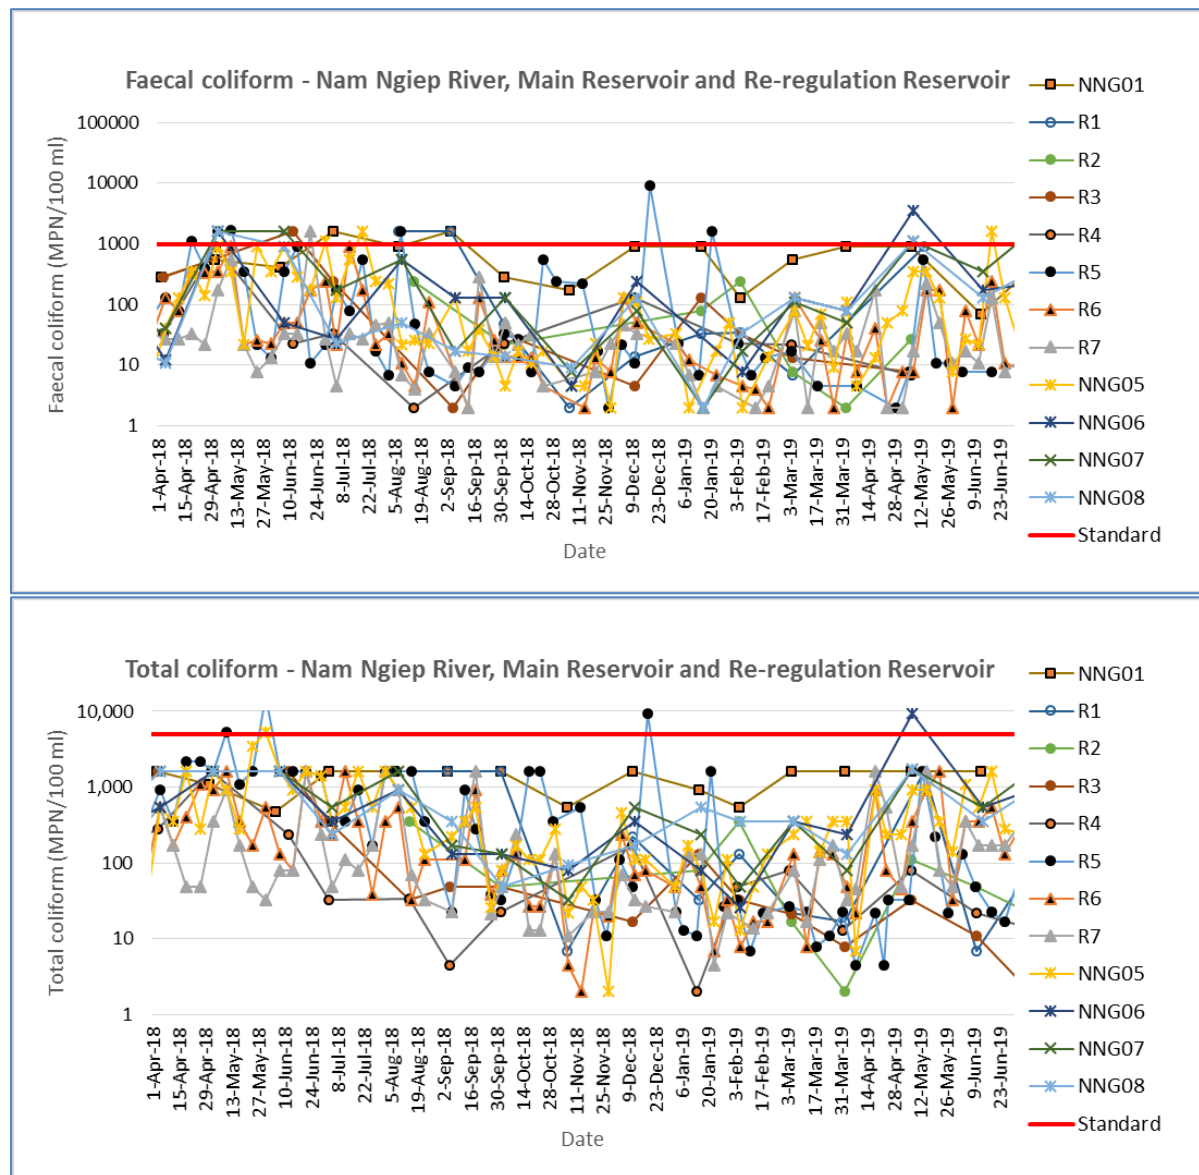 Faecal coliform - Nam Ngiep River, Main Reservoir and Re-regulation Reservoir
Faecal coliform (MPN/100 ml)
100000
10000
1000
100
10
1
1-Apr-18
15-Apr-18
29-Apr-18
13-May-18
27-May-18
10-Jun-18
24-Jun-18
8-Jul-18
22-Jul-18
5-Aug-18
19-Aug-18
2-Sep-18
16-Sep-18
30-Sep-18
14-Oct-18
28-Oct-18
11-Nov-18
25-Nov-18
9-Dec-18
23-Dec-18
6-Jan-19
20-Jan-19
3-Feb-19
17-Feb-19
3-Mar-19
17-Mar-19
31-Mar-19
14-Apr-19
28-Apr-19
12-May-19
26-May-19
9-Jun-19
23-Jun-19
Date
NNG01
R1
R2
R3
R4
R5
R6
R7
NNG05
NNG06
NNG07
NNG08
Standard
Total coliform - Nam Ngiep River, Main Reservoir and Re-regulation Reservoir
Total coliform (MPN/100 ml)
10,000
1,000
100
10
1
1-Apr-18
15-Apr-18
29-Apr-18
13-May-18
27-May-18
10-Jun-18
24-Jun-18
8-Jul-18
22-Jul-18
5-Aug-18
19-Aug-18
2-Sep-18
16-Sep-18
30-Sep-18
14-Oct-18
28-Oct-18
11-Nov-18
25-Nov-18
9-Dec-18
23-Dec-18
6-Jan-19
20-Jan-19
3-Feb-19
17-Feb-19
3-Mar-19
17-Mar-19
31-Mar-19
14-Apr-19
28-Apr-19
12-May-19
26-May-19
9-Jun-19
23-Jun-19
Date
NNG01
R1
R2
R3
R4
R5
R6
R7
NNG05
NNG06
NNG07
NNG08
Standard